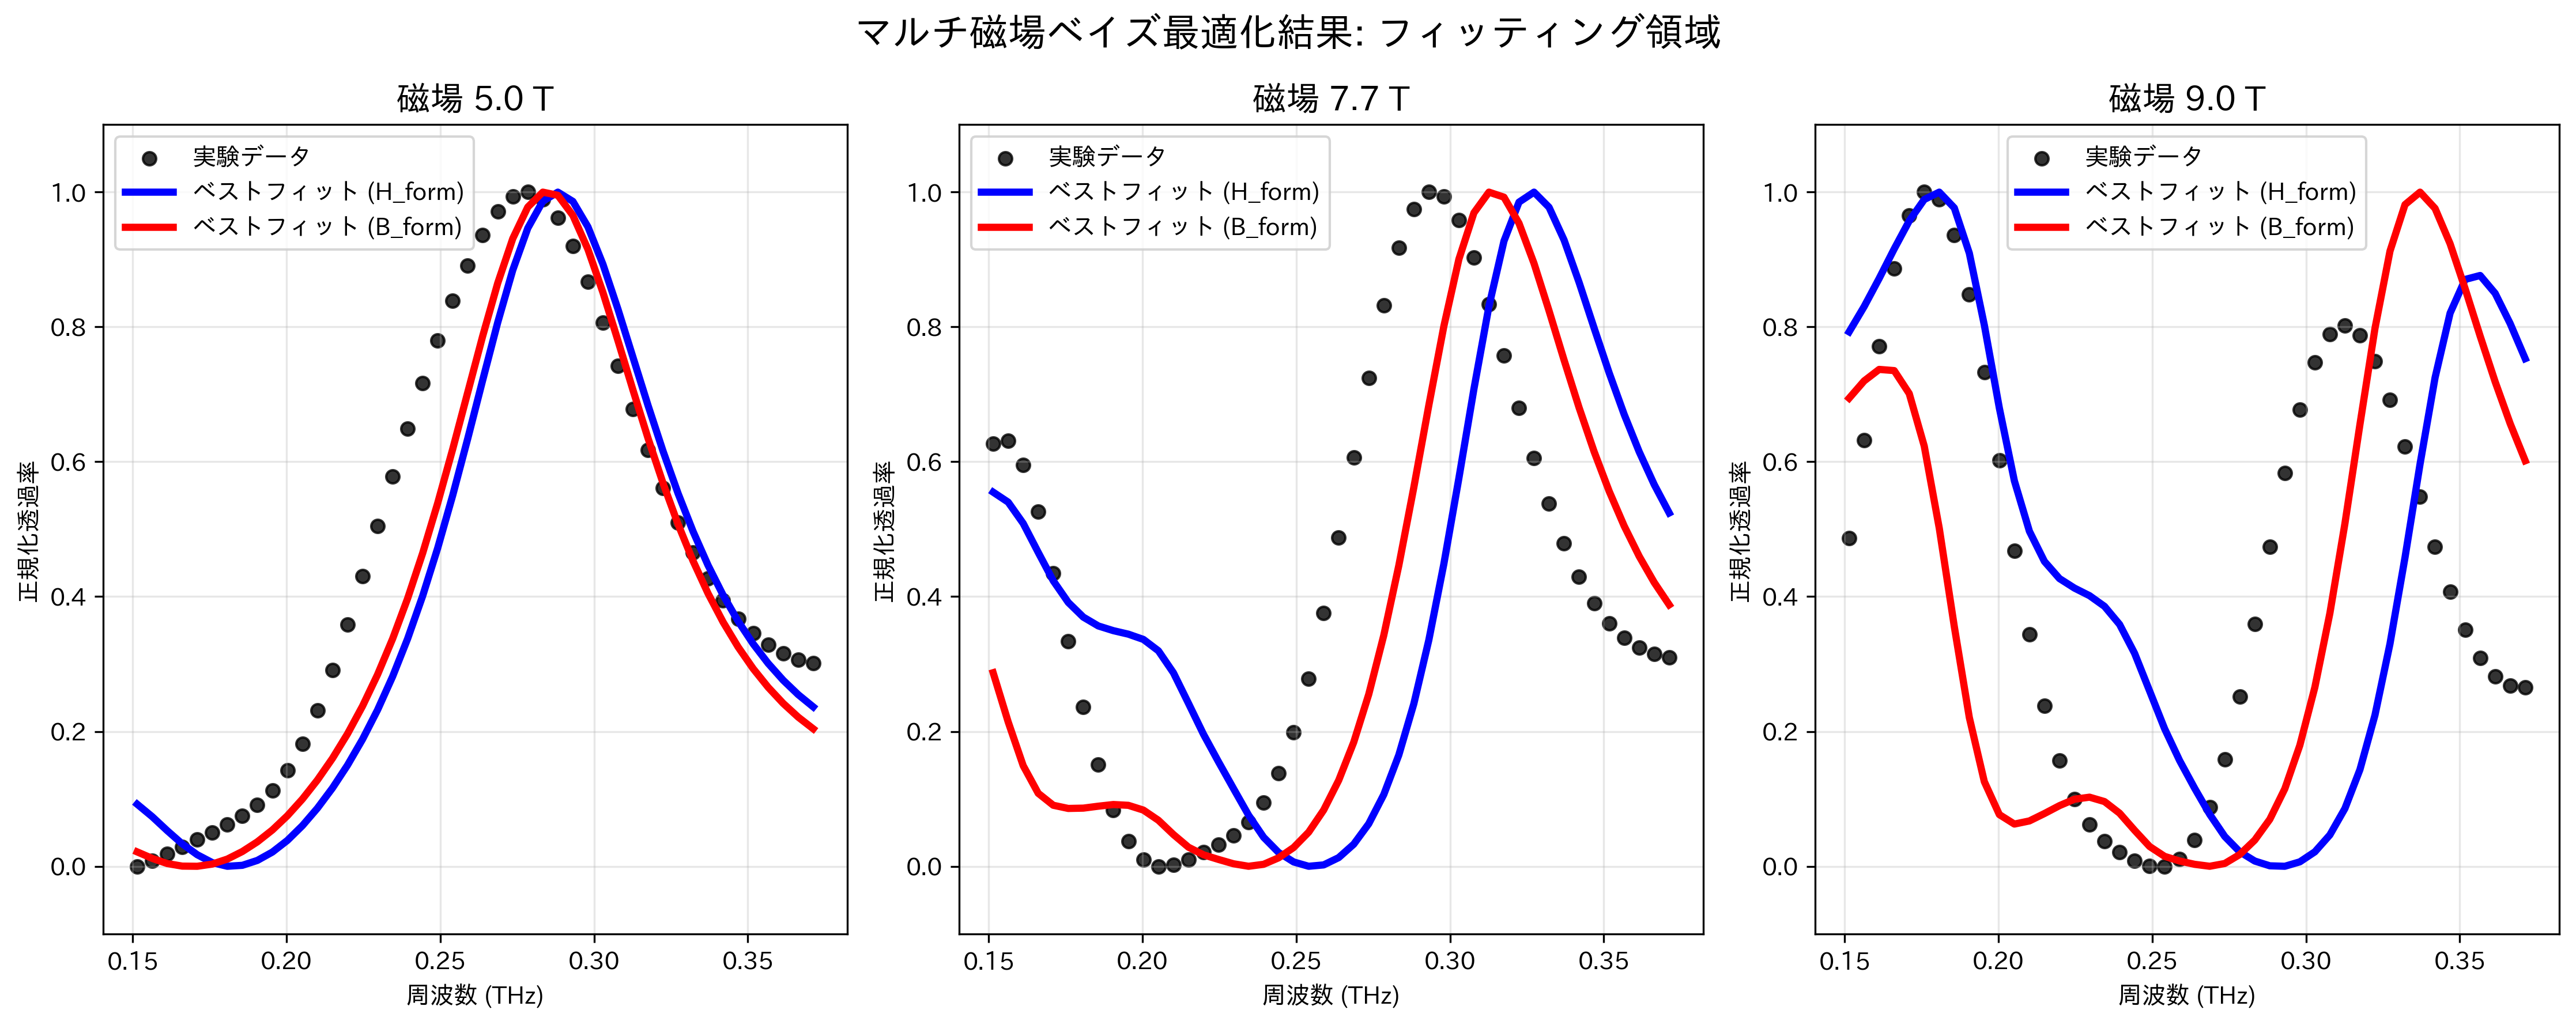 マルチ磁場ベイズ最適化結果: フィッティング領域
磁場 5.0 T
実験データ
ベストフィット (H_form)
ベストフィット (B_form)
正規化透過率
1.0
0.8
0.6
0.4
0.2
0.0
0.15 0.20 0.25 0.30 0.35
周波数 (THz)
磁場 7.7 T
実験データ
ベストフィット (H_form)
ベストフィット (B_form)
正規化透過率
1.0
0.8
0.6
0.4
0.2
0.0
0.15 0.20 0.25 0.30 0.35
周波数 (THz)
磁場 9.0 T
実験データ
ベストフィット (H_form)
ベストフィット (B_form)
正規化透過率
1.0
0.8
0.6
0.4
0.2
0.0
0.15 0.20 0.25 0.30 0.35
周波数 (THz)